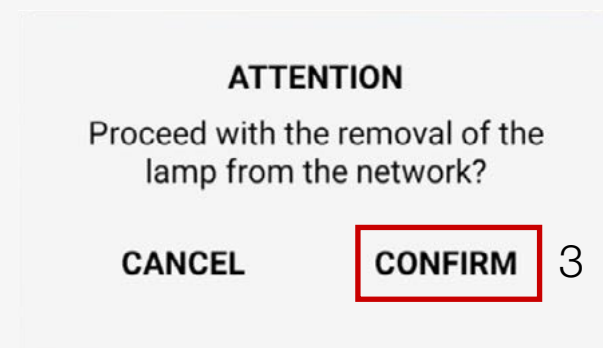 ATTENTION
Proceed with the removal of the
lamp from the network?
CANCEL CONFIRM 3